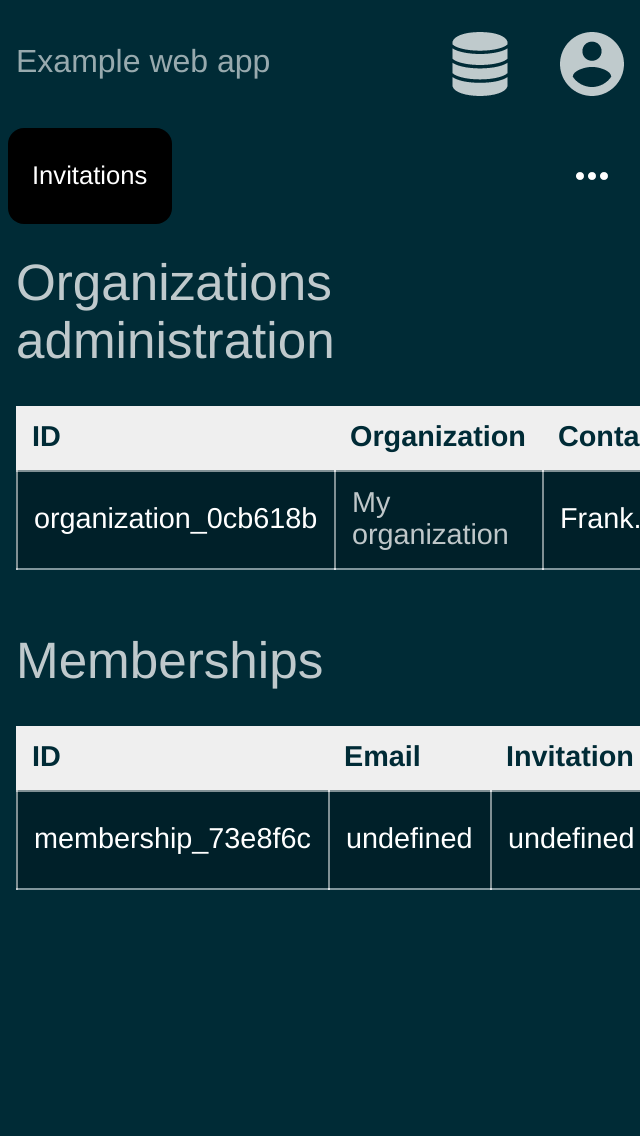 Example web app
Invitations
Organizations
administration
ID Organization Conta
organization_0cb618b My organization Frank.
Memberships
ID Email Invitation
membership_73e8f6c undefined undefined